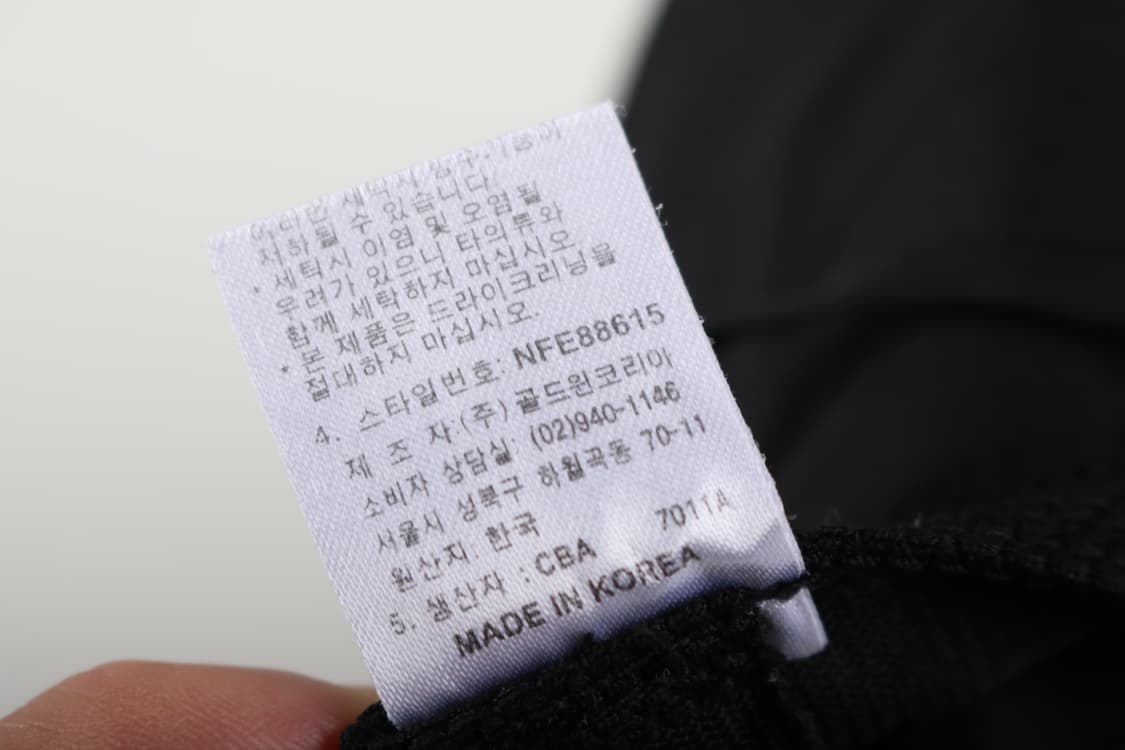 저하될 수 있습니다.
* 세탁시 이염 및 오염될
우려가 있으니 타의류와
함께 세탁하지 마십시오.
* 본 제품은 드라이크리닝을
절대하지 마십시오.
4. 스타일번호: NFE88615
제 조 자:(주)골드윈코리아
소비자 상담실: (02)940-1146
서울시 성북구 하월곡동 70-11
원산지. 한국
7011A
5. 생산자 : CBA
MADE IN KOREA